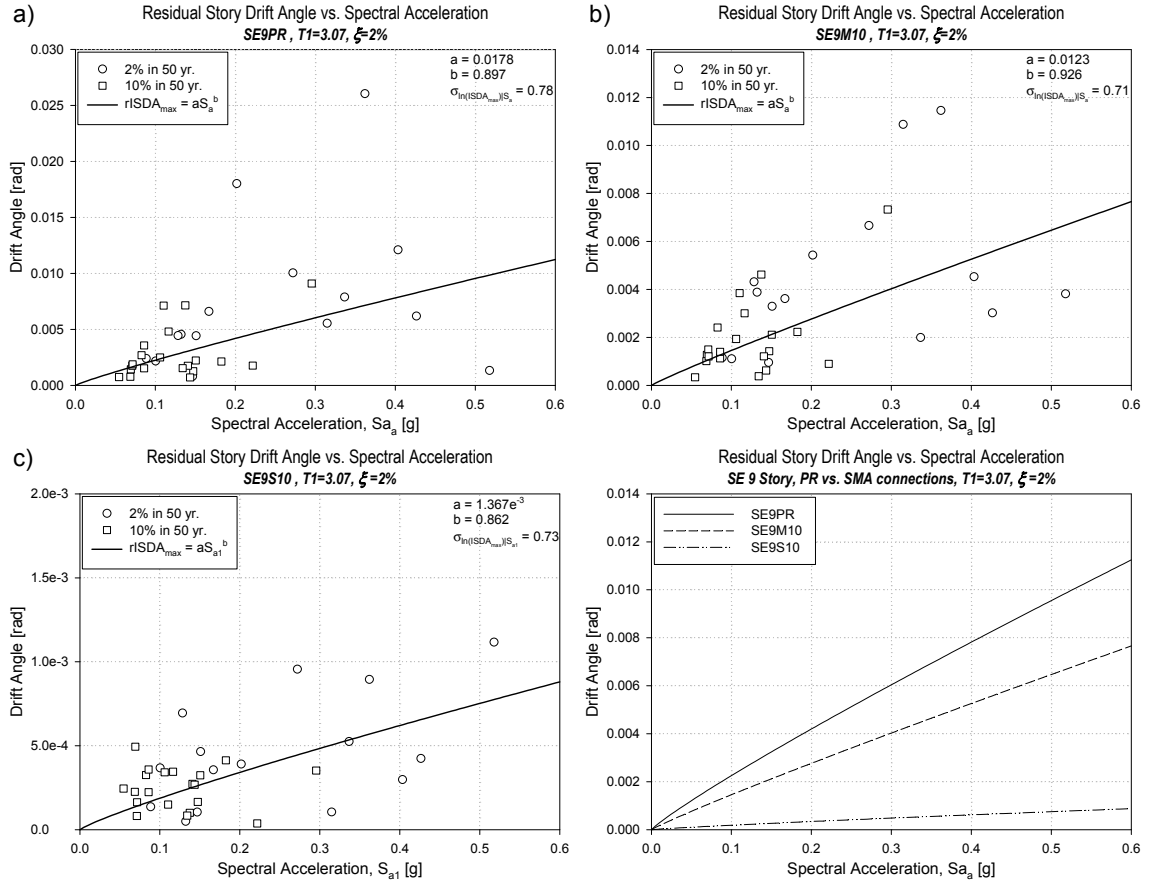 a)
Residual Story Drift Angle vs. Spectral Acceleration
SE9PR , T1=3.07, ξ=2%
0.030
0.025
0.020
0.015
0.010
0.005
0.000
Drift Angle [rad]
2% in 50 yr.
10% in 50 yr.
rISDAmax = aSa^b
a = 0.0178
b = 0.897
σln(ISDAmax)|Sa = 0.78
0.0 0.1 0.2 0.3 0.4 0.5 0.6
Spectral Acceleration, Saa [g]
b)
Residual Story Drift Angle vs. Spectral Acceleration
SE9M10 , T1=3.07, ξ=2%
0.014
0.012
0.010
0.008
0.006
0.004
0.002
0.000
Drift Angle [rad]
2% in 50 yr.
10% in 50 yr.
rISDAmax = aSa^b
a = 0.0123
b = 0.926
σln(ISDAmax)|Sa = 0.71
0.0 0.1 0.2 0.3 0.4 0.5 0.6
Spectral Acceleration, Saa [g]
c)
Residual Story Drift Angle vs. Spectral Acceleration
SE9S10 , T1=3.07, ξ=2%
2.0e-3
1.5e-3
1.0e-3
5.0e-4
0.0
Drift Angle [rad]
2% in 50 yr.
10% in 50 yr.
rISDAmax = aSa1^b
a = 1.367e^-3
b = 0.862
σln(ISDAmax)|Sa1 = 0.73
0.0 0.1 0.2 0.3 0.4 0.5 0.6
Spectral Acceleration, Sa1 [g]
Residual Story Drift Angle vs. Spectral Acceleration
SE 9 Story, PR vs. SMA connections, T1=3.07, ξ=2%
0.014
0.012
0.010
0.008
0.006
0.004
0.002
0.000
Drift Angle [rad]
SE9PR
SE9M10
SE9S10
0.0 0.1 0.2 0.3 0.4 0.5 0.6
Spectral Acceleration, Saa [g]